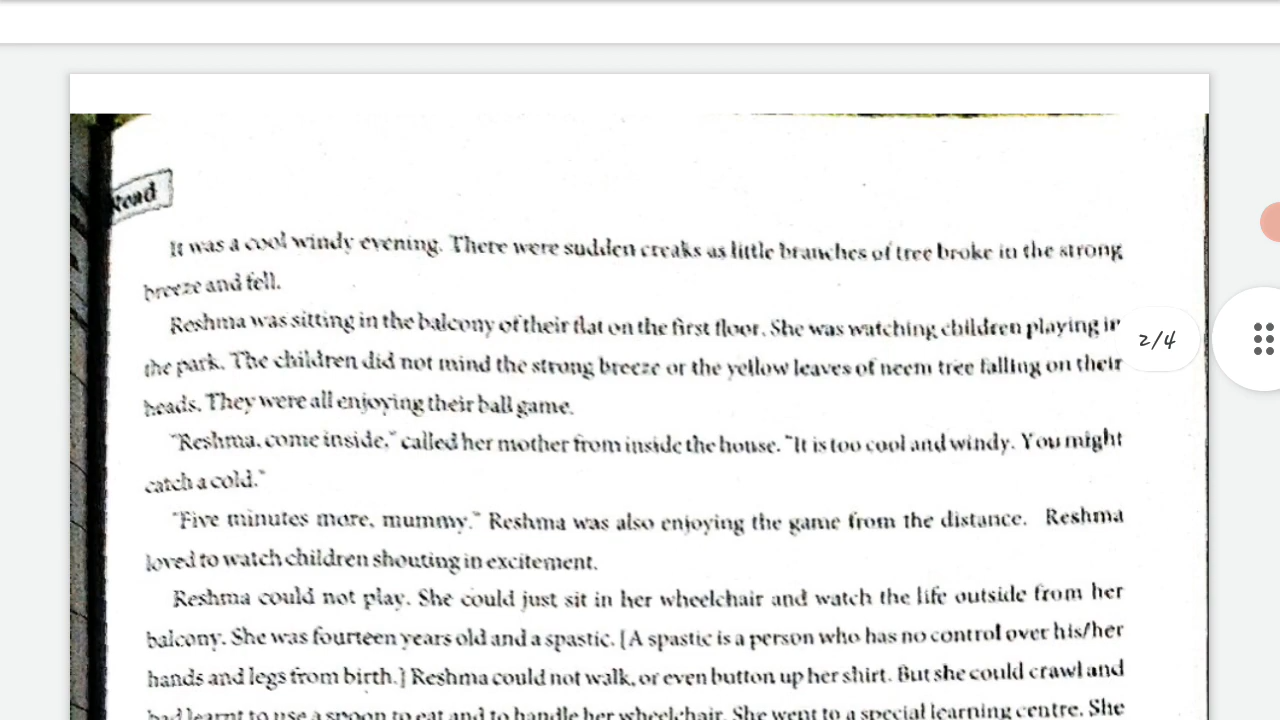 Read
It was a cool windy evening. There were sudden creaks as little branches of tree broke in the strong
breeze and fell.
Reshma was sitting in the balcony of their flat on the first floor. She was watching children playing in
the park. The children did not mind the strong breeze or the yellow leaves of neem tree falling on their
heads. They were all enjoying their ball game.
2/4
"Reshma, come inside," called her mother from inside the house. "It is too cool and windy. You might
catch a cold."
"Five minutes more, mummy." Reshma was also enjoying the game from the distance. Reshma
loved to watch children shouting in excitement.
Reshma could not play. She could just sit in her wheelchair and watch the life outside from her
balcony. She was fourteen years old and a spastic. [A spastic is a person who has no control over his/her
hands and legs from birth.] Reshma could not walk, or even button up her shirt. But she could crawl and
had learnt to use a spoon to eat and to handle her wheelchair. She went to a special learning centre. She